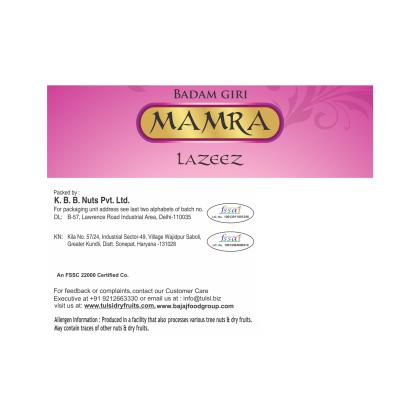 BADAM GIRI
MAMRA
LAZEEZ
Packed by :
K. B. B. Nuts Pvt. Ltd.
For packaging unit address see last two alphabets of batch no.
DL: B-57, Lawrence Road Industrial Area, Delhi-110035
fssai
KN: Kila No. 57/24, Industrial Sector-49, Village Wajidpur Saboli,
Greater Kundli, Distt. Sonepat, Haryana -131028
fssai
An FSSC 22000 Certified Co.
For feedback or complaints, contact our Customer Care
Executive at +91 9212663330 or email us at : info@tulsi.biz
visit us at: www.tulsidryfruits.com, www.bajajfoodgroup.com
Allergen Information : Produced in a facility that also processes various tree nuts & dry fruits.
May contain traces of other nuts & dry fruits.